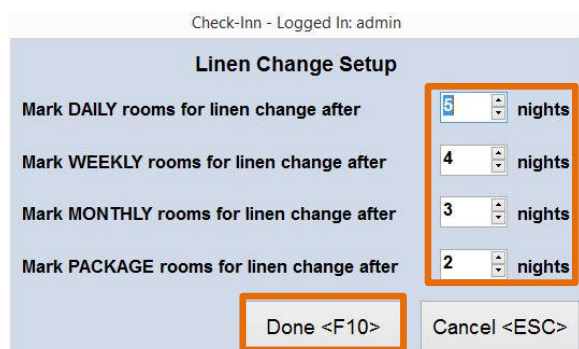 Check-Inn - Logged In: admin
Linen Change Setup
Mark DAILY rooms for linen change after 5 nights
Mark WEEKLY rooms for linen change after 4 nights
Mark MONTHLY rooms for linen change after 3 nights
Mark PACKAGE rooms for linen change after 2 nights
Done <F10> Cancel <ESC>